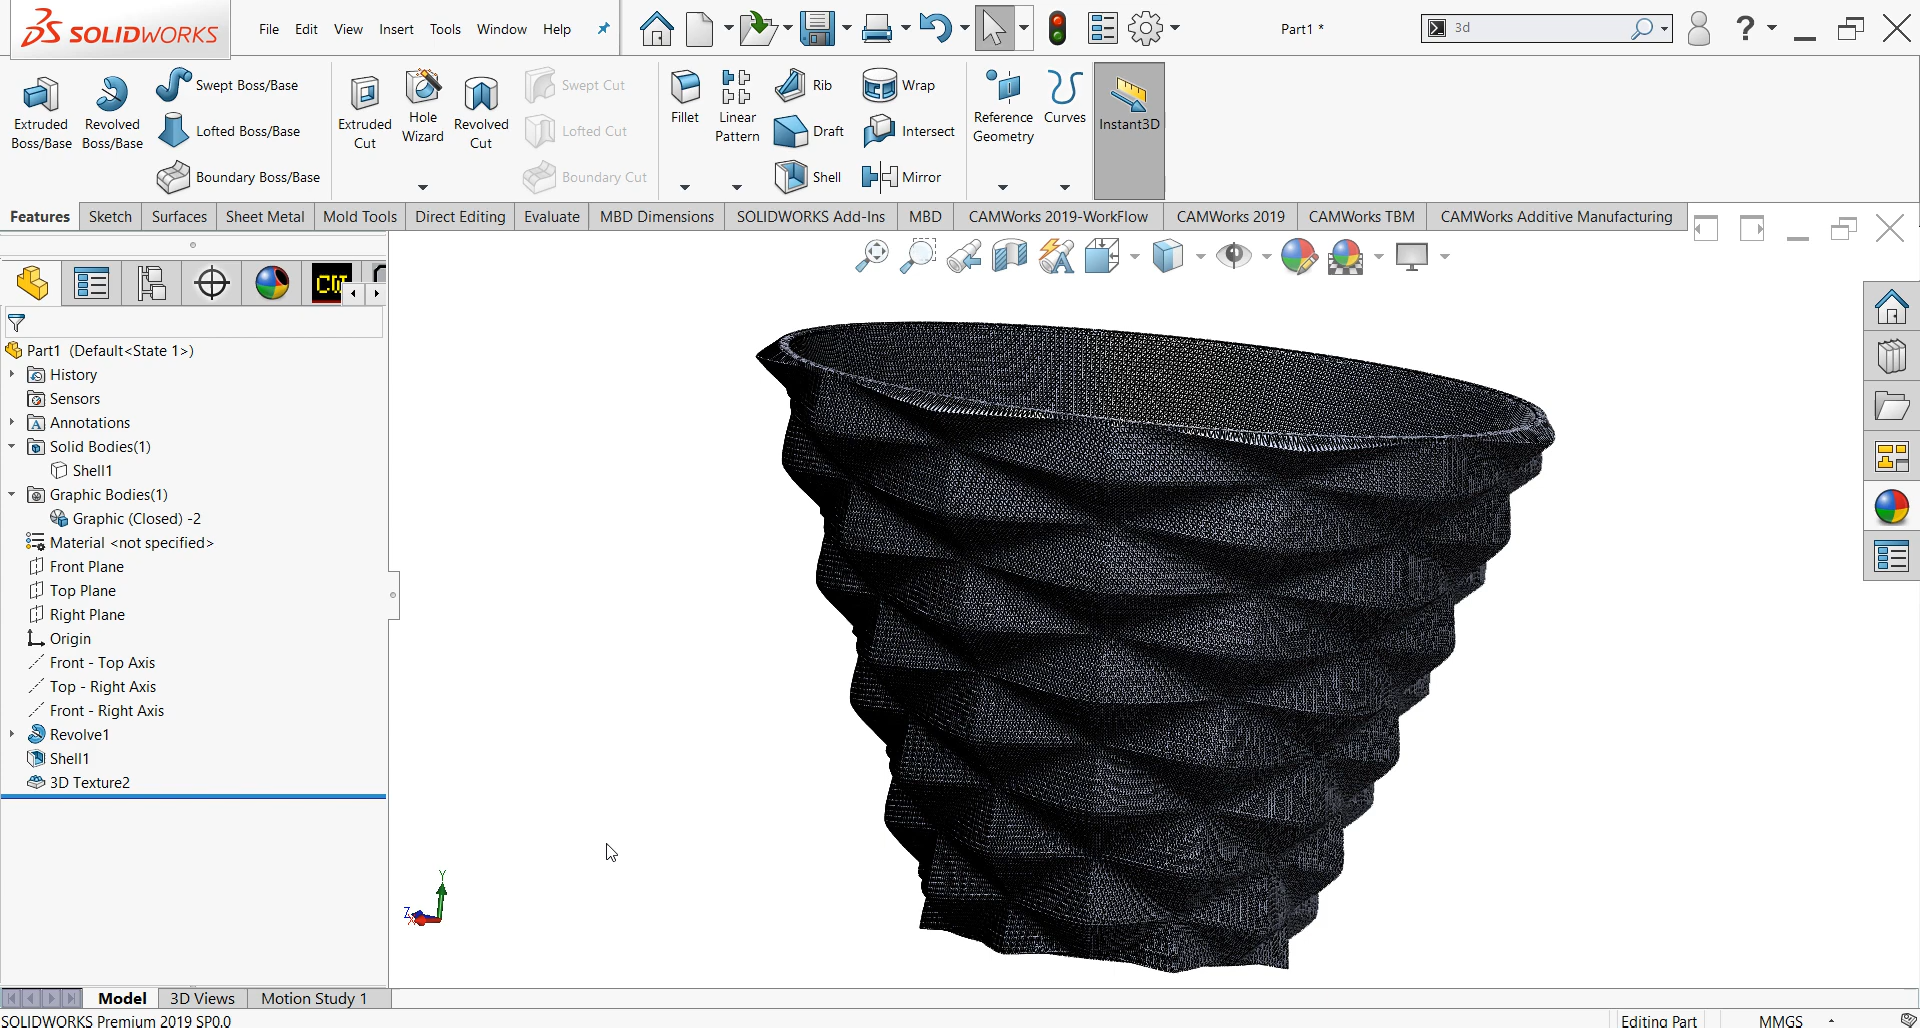 SOLIDWORKS
File Edit View Insert Tools Window Help
Part1 *
3d
?
Extruded Boss/Base
Revolved Boss/Base
Swept Boss/Base
Lofted Boss/Base
Boundary Boss/Base
Extruded Cut
Hole Wizard
Revolved Cut
Swept Cut
Lofted Cut
Boundary Cut
Fillet
Linear Pattern
Rib
Draft
Shell
Wrap
Intersect
Mirror
Reference Geometry
Curves
Instant3D
Features Sketch Surfaces Sheet Metal Mold Tools Direct Editing Evaluate MBD Dimensions SOLIDWORKS Add-Ins MBD CAMWorks 2019-WorkFlow CAMWorks 2019 CAMWorks TBM CAMWorks Additive Manufacturing
CW
Part1 (Default<State 1>)
History
Sensors
A Annotations
Solid Bodies(1)
Shell1
Graphic Bodies(1)
Graphic (Closed) -2
Material <not specified>
Front Plane
Top Plane
Right Plane
Origin
Front - Top Axis
Top - Right Axis
Front - Right Axis
Revolve1
Shell1
3D Texture2
Y
Z
X
Model 3D Views Motion Study 1
SOLIDWORKS Premium 2019 SP0.0
Editing Part MMGS